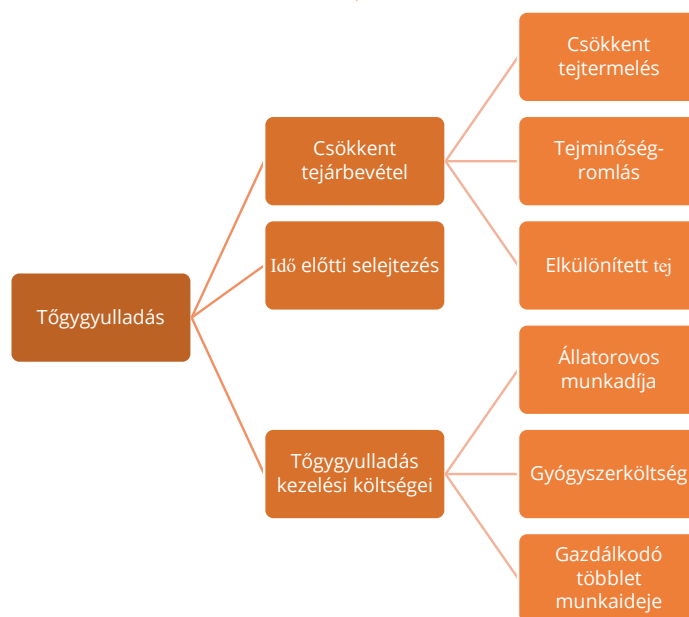 Tőgygyulladás
Csökkent
tejárbevétel
Csökkent
tejtermelés
Tejminőség-
romlás
Elkülönített tej
Idő előtti selejtezés
Tőgygyulladás
kezelési költségei
Állatorovos
munkadíja
Gyógyszerköltség
Gazdálkodó
többlet
munkaideje